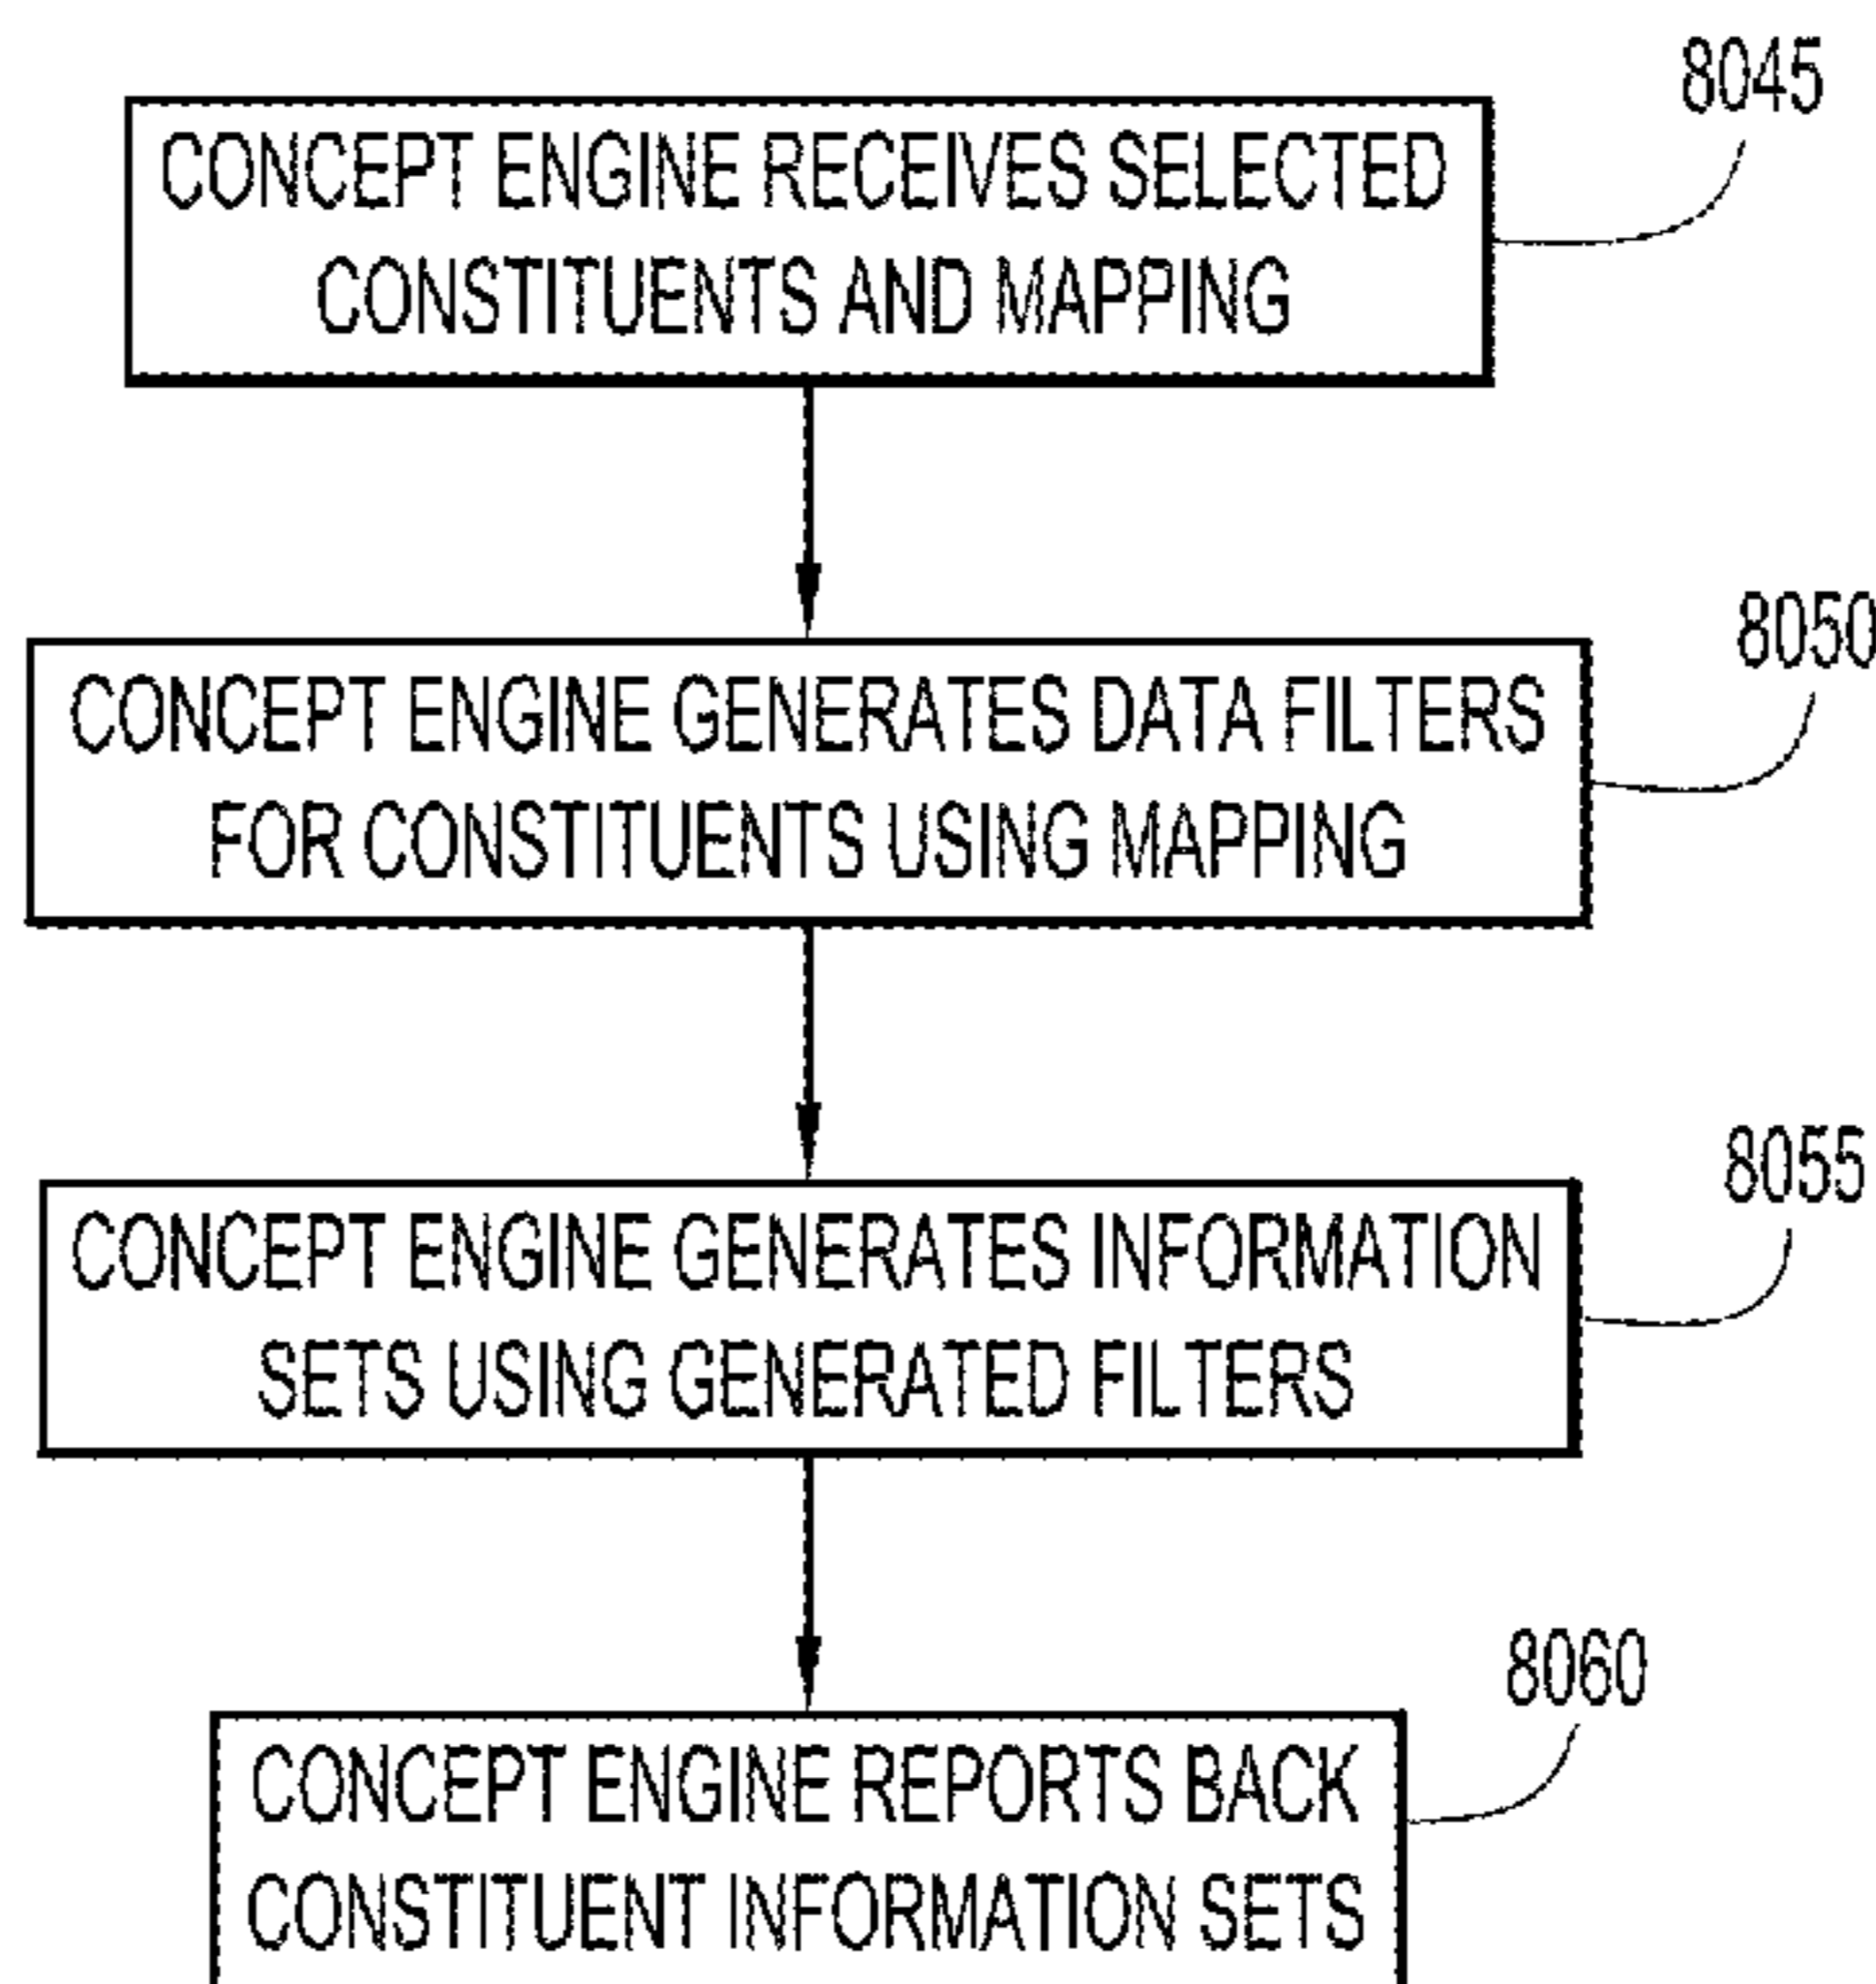 8045
CONCEPT ENGINE RECEIVES SELECTED
CONSTITUENTS AND MAPPING
8050
CONCEPT ENGINE GENERATES DATA FILTERS
FOR CONSTITUENTS USING MAPPING
8055
CONCEPT ENGINE GENERATES INFORMATION
SETS USING GENERATED FILTERS
8060
CONCEPT ENGINE REPORTS BACK
CONSTITUENT INFORMATION SETS